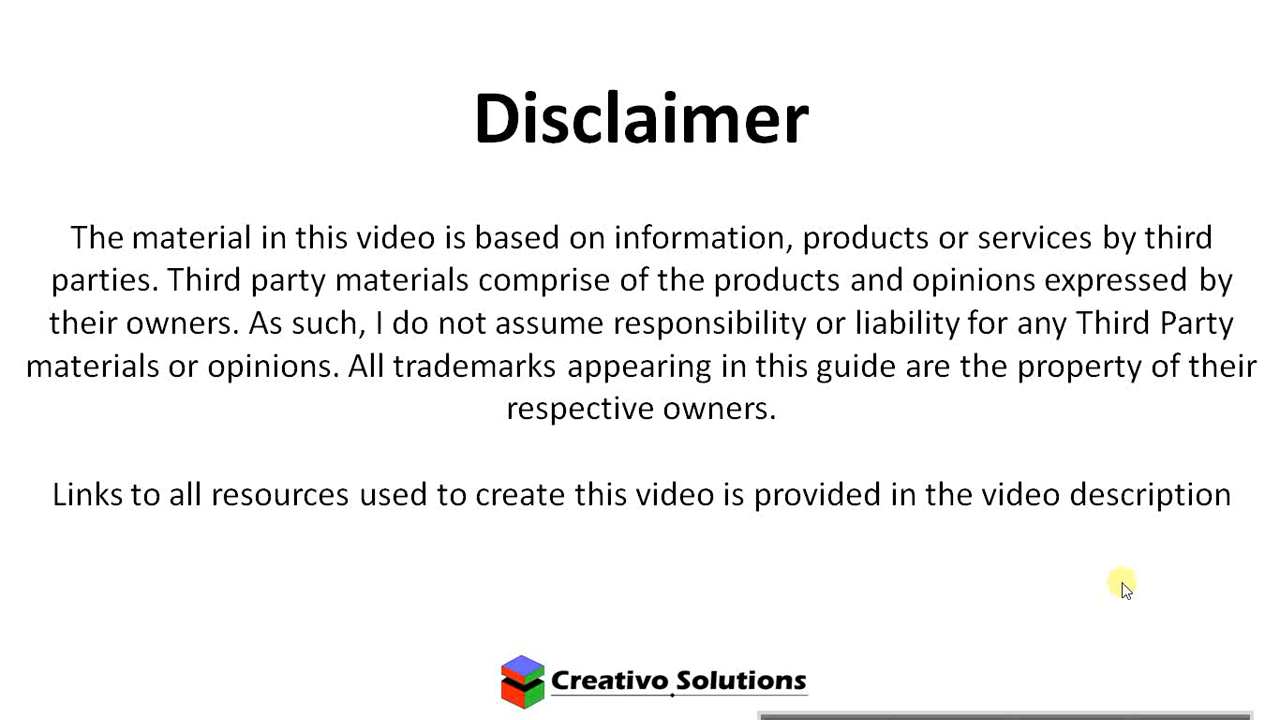 Disclaimer
The material in this video is based on information, products or services by third
parties. Third party materials comprise of the products and opinions expressed by
their owners. As such, I do not assume responsibility or liability for any Third Party
materials or opinions. All trademarks appearing in this guide are the property of their
respective owners.
Links to all resources used to create this video is provided in the video description
Creativo Solutions